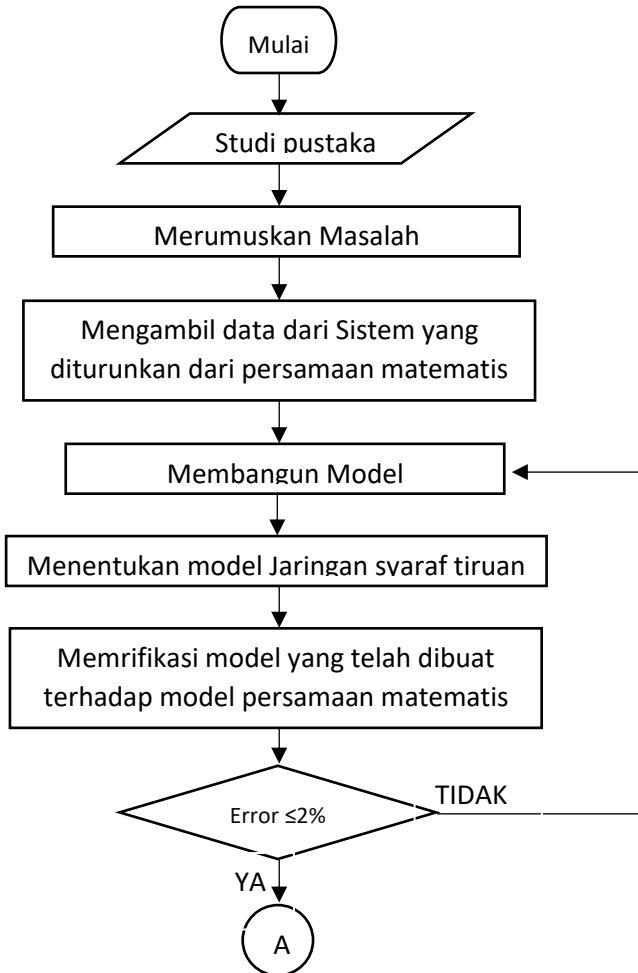 Mulai
Studi pustaka
Merumuskan Masalah
Mengambil data dari Sistem yang
diturunkan dari persamaan matematis
Membangun Model
Menentukan model Jaringan syaraf tiruan
Memrifikasi model yang telah dibuat
terhadap model persamaan matematis
Error ≤2%
TIDAK
YA
A